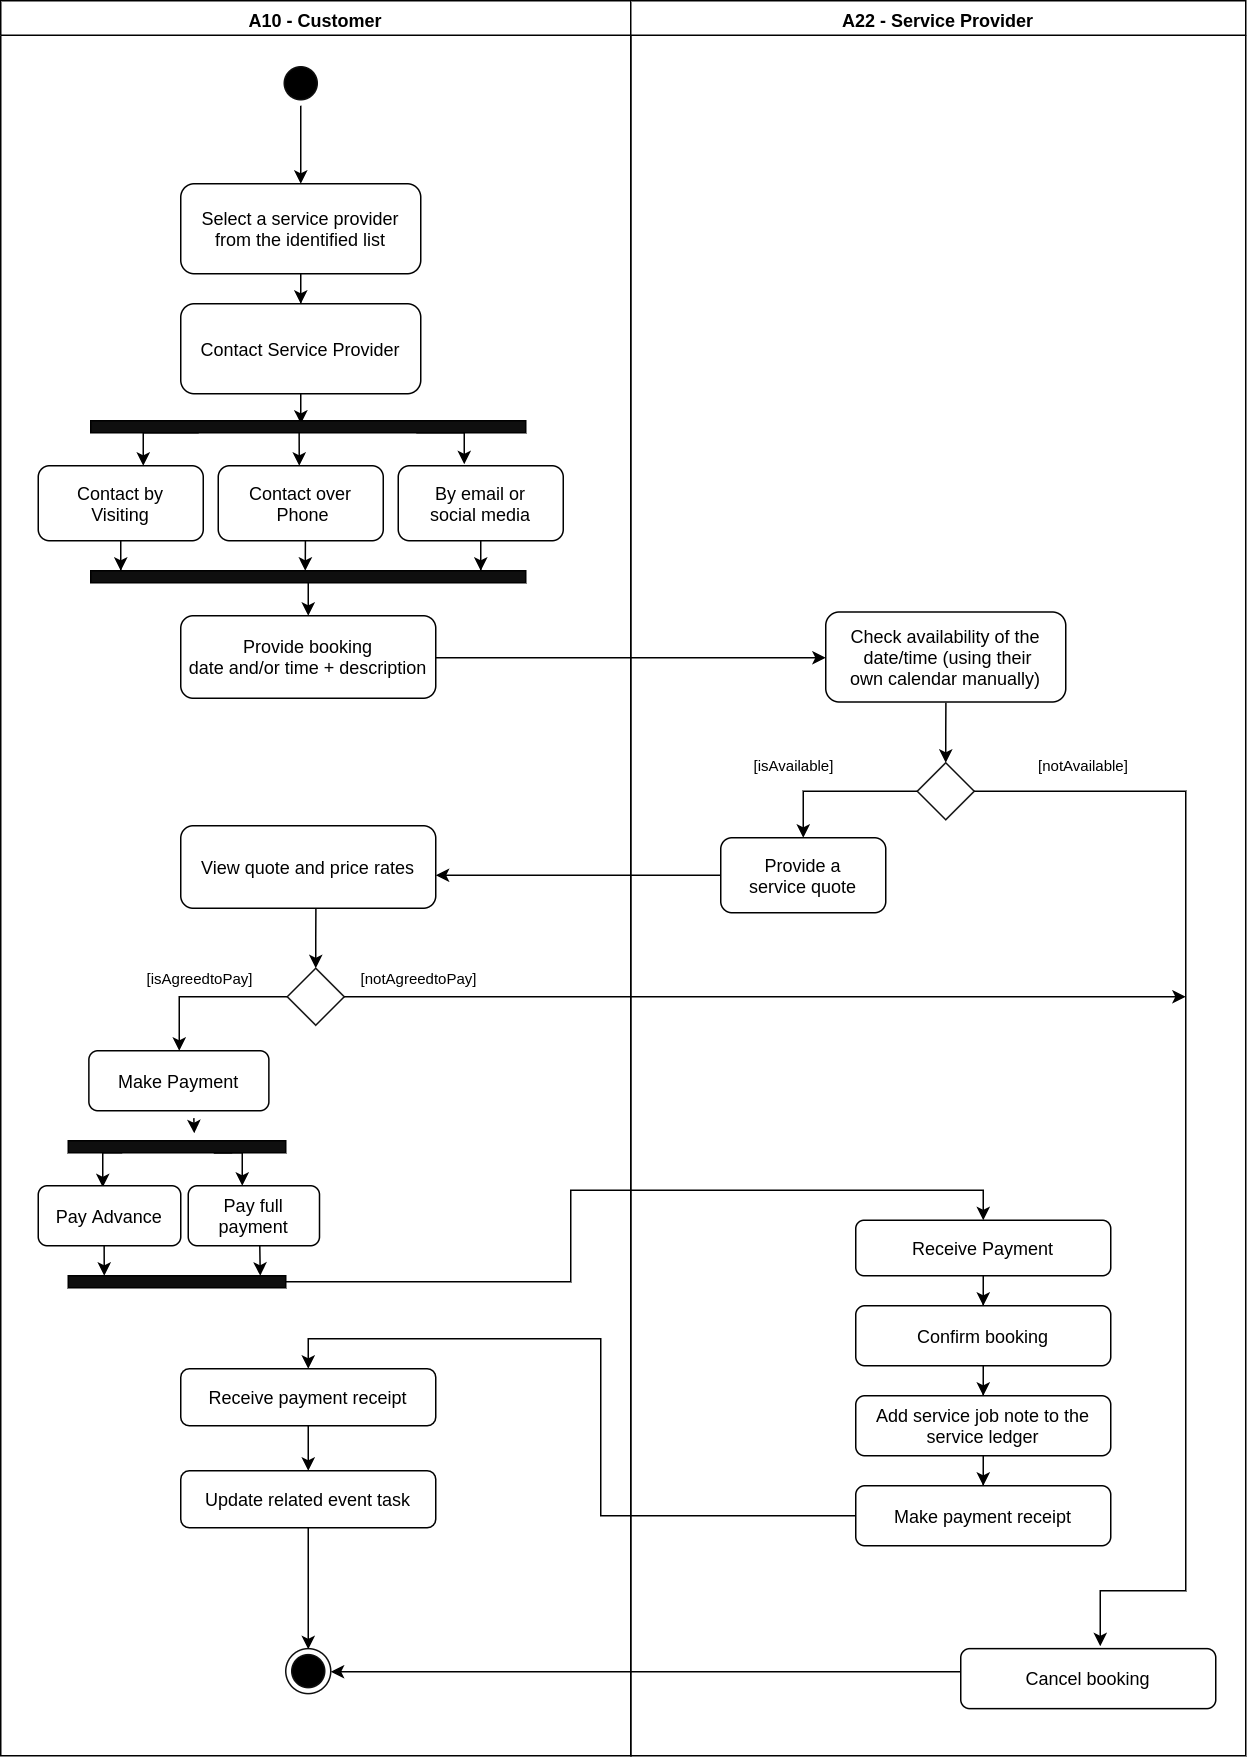 A10 - Customer
A22 - Service Provider
Select a service provider
from the identified list
Contact Service Provider
Contact by
Visiting
Contact over
Phone
By email or
social media
Provide booking
date and/or time + description
Check availability of the
date/time (using their
own calendar manually)
[isAvailable]
[notAvailable]
Provide a
service quote
View quote and price rates
[isAgreedtoPay]
[notAgreedtoPay]
Make Payment
Pay Advance
Pay full
payment
Receive Payment
Confirm booking
Add service job note to the
service ledger
Make payment receipt
Receive payment receipt
Update related event task
Cancel booking